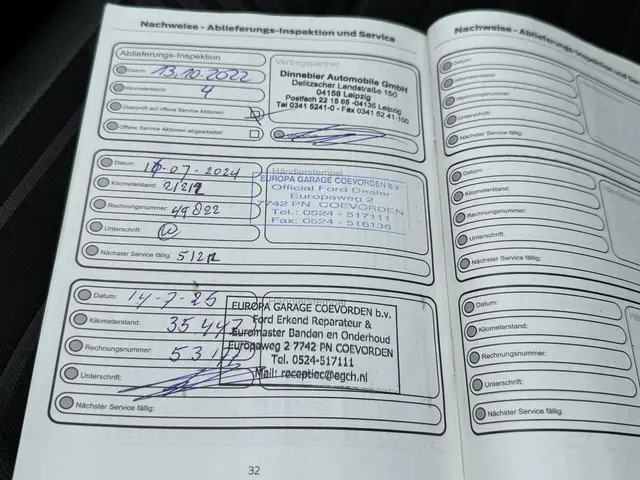 Nachweise - Ablieferungs-Inspektion und Service
Ablieferungs-Inspektion
Datum: 13.10.2022
Kilometerstand: 4
Überprüft auf offene Service Aktionen:
Offene Service Aktionen abgearbeitet:
Vertragspartner
Dinnebier Automobile GmbH
Delitzscher Landstraße 150
04158 Leipzig
Postfach 22 15 65 -04135 Leipzig
Tel 0341 5241-0 - Fax 0341 52 41-100
Datum: 16-07-2024
Kilometerstand:
Rechnungsnummer: 49822
Unterschrift:
Nächster Service fällig:
Händlerstempel
EUROPA GARAGE COEVORDEN b.v.
Official Ford Dealer
Europaweg 2
7742 PN COEVORDEN
Tel.: 0524 - 517111
Fax: 0524 - 516136
Datum: 14-7-25
Kilometerstand: 35447
Rechnungsnummer:
Unterschrift:
Nächster Service fällig:
Händlerstempel
EUROPA GARAGE COEVORDEN b.v.
Ford Erkend Reparateur &
Euromaster Banden en Onderhoud
Europaweg 2 7742 PN COEVORDEN
Tel. 0524-517111
Mail: receptiec@egch.nl
32
Nachweise - Ablieferungs-Inspektion und
Datum:
Kilometerstand:
Rechnungsnummer:
Unterschrift:
Nächster Service fällig:
Datum:
Kilometerstand:
Rechnungsnummer:
Unterschrift:
Nächster Service fällig:
Datum:
Kilometerstand:
Rechnungsnummer:
Unterschrift:
Nächster Service fällig: